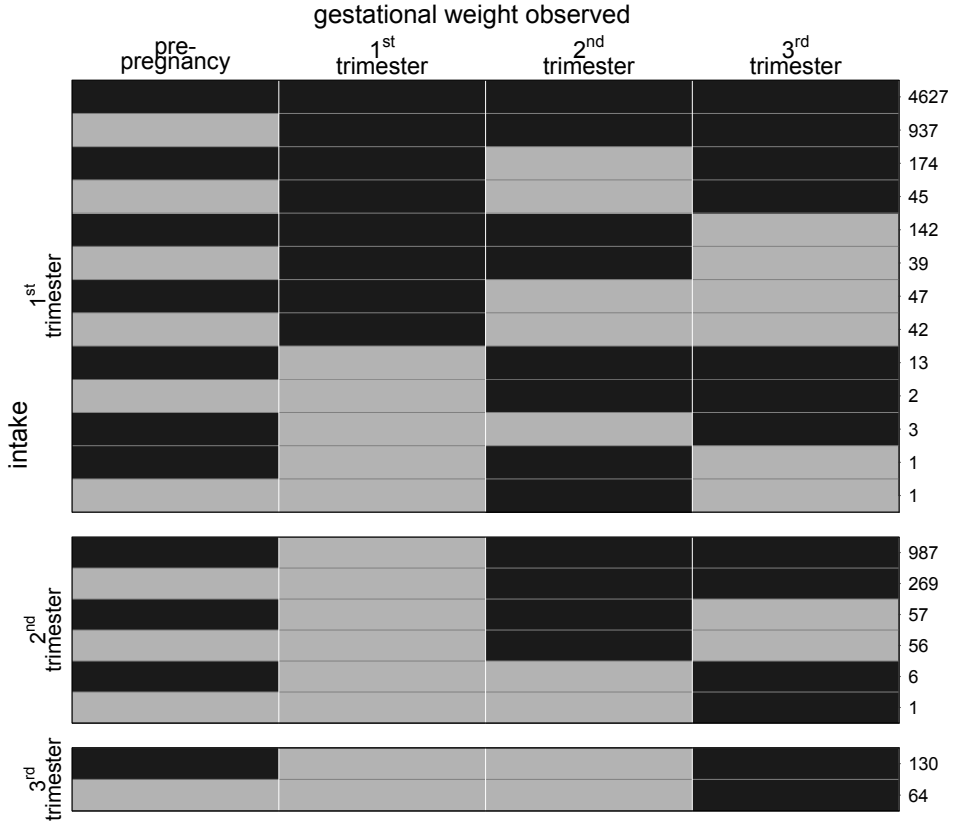 gestational weight observed
pre-
pregnancy
1st
trimester
2nd
trimester
3rd
trimester
intake
1st
trimester
4627
937
174
45
142
39
47
42
13
2
3
1
1
2nd
trimester
987
269
57
56
6
1
3rd
trimester
130
64